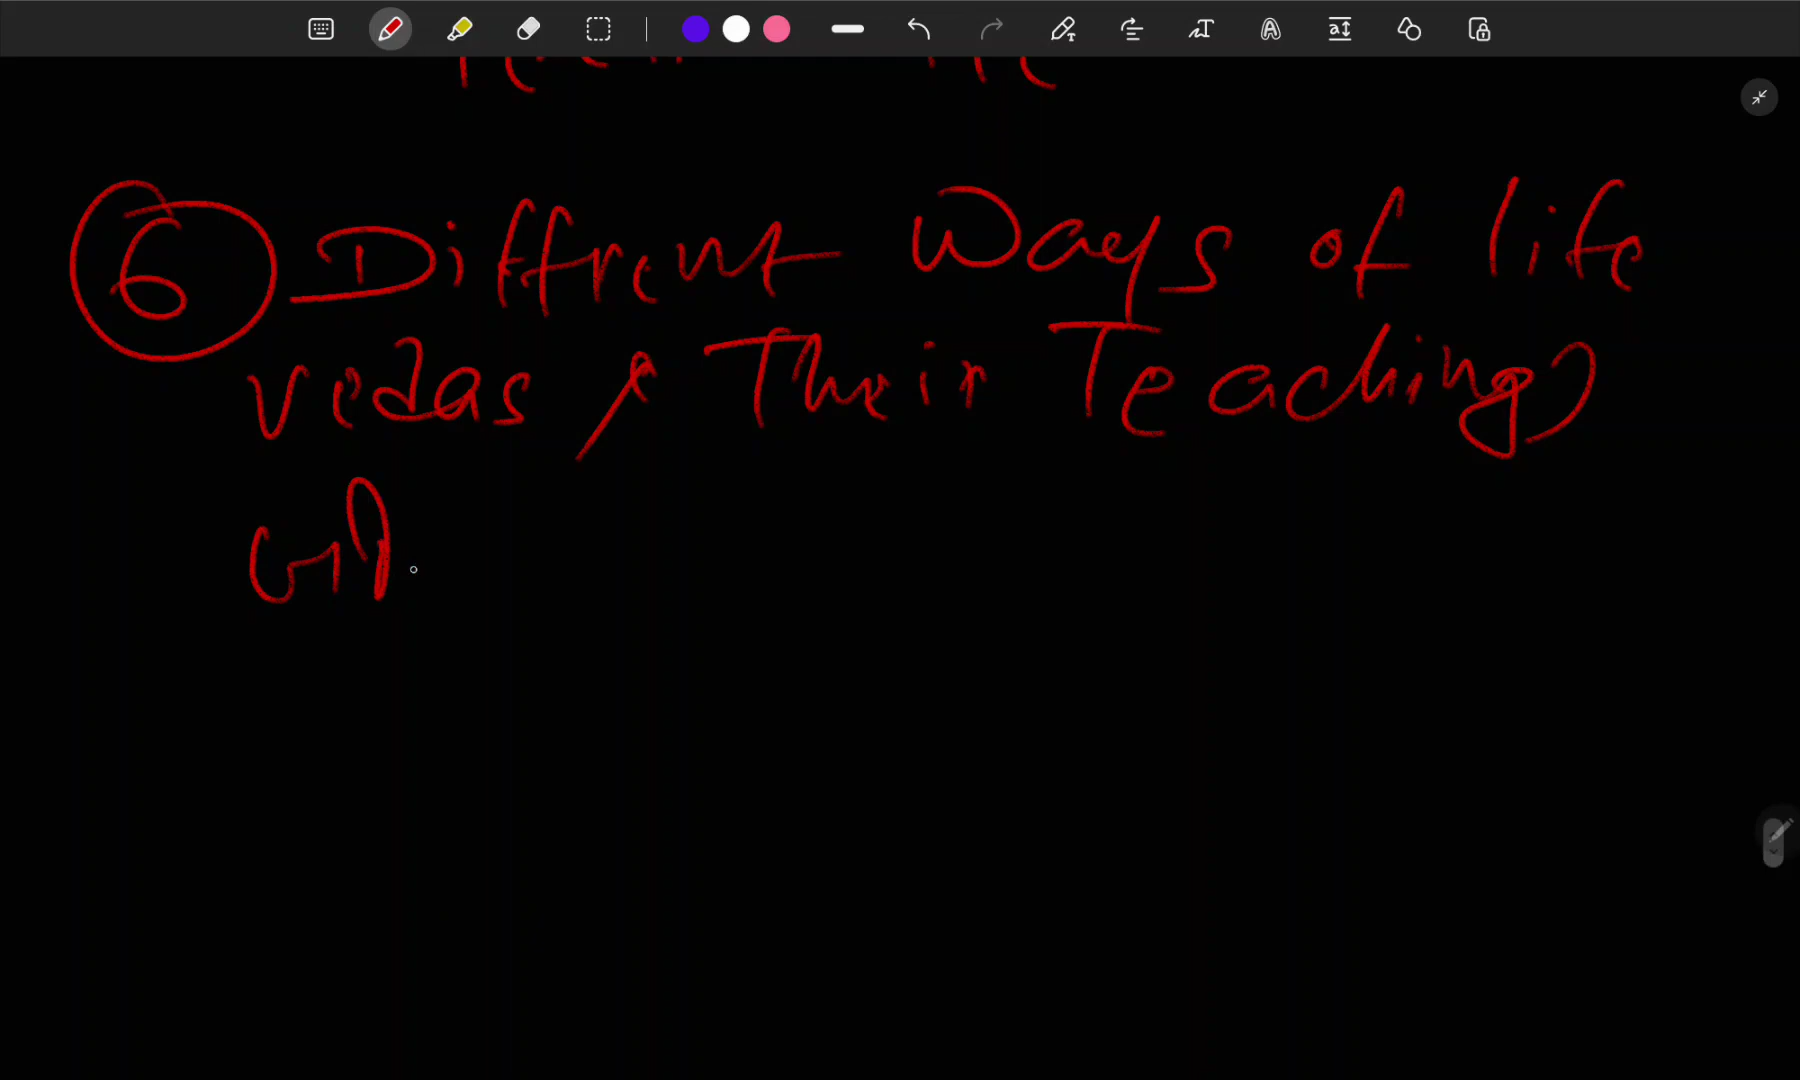 6 Diffrent Ways of life
vedas, Their Teaching